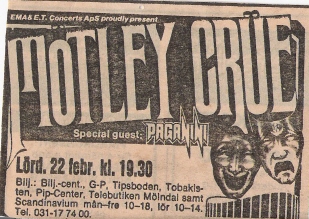 EMA & E.T. Concerts ApS proudly present
MÖTLEY CRÜE
Special guest: PAGANINI
Lörd. 22 febr. kl. 19.30
Bilj.: Bilj.-cent., G-P, Tipsboden, Tobakis-
ten, Pip-Center, Telebutiken Mölndal samt
Scandinavium mån–fre 10–18, lör 10–14.
Tel. 031-17 74 00.